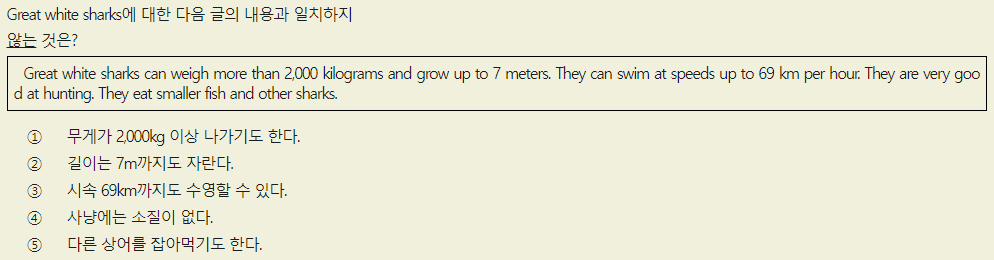 Great white sharks에 대한 다음 글의 내용과 일치하지
않는 것은?
Great white sharks can weigh more than 2,000 kilograms and grow up to 7 meters. They can swim at speeds up to 69 km per hour. They are very goo
d at hunting. They eat smaller fish and other sharks.
① 무게가 2,000kg 이상 나가기도 한다.
② 길이는 7m까지도 자란다.
③ 시속 69km까지도 수영할 수 있다.
④ 사냥에는 소질이 없다.
⑤ 다른 상어를 잡아먹기도 한다.